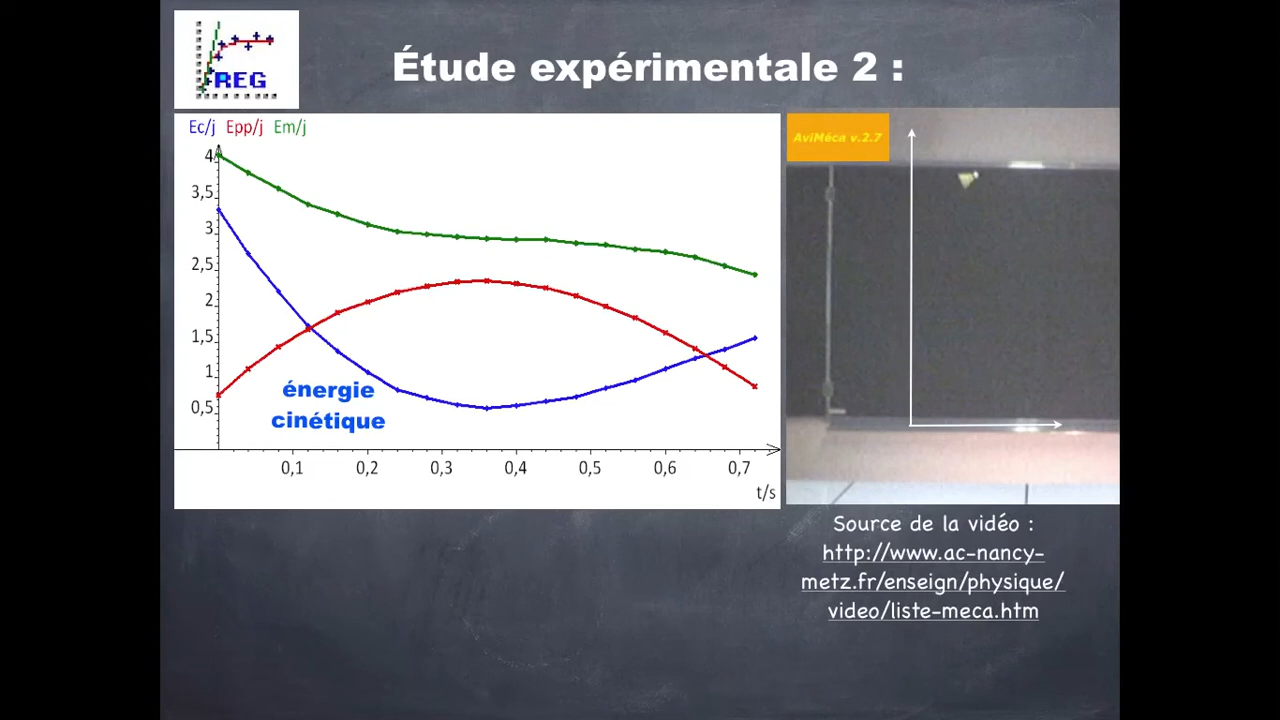 REG
Étude expérimentale 2 :
Ec/j Epp/j Em/j
4
3,5
3
2,5
2
1,5
1
0,5
énergie
cinétique
0,1 0,2 0,3 0,4 0,5 0,6 0,7
t/s
AviMéca v.2.7
Source de la vidéo :
http://www.ac-nancy-
metz.fr/enseign/physique/
video/liste-meca.htm